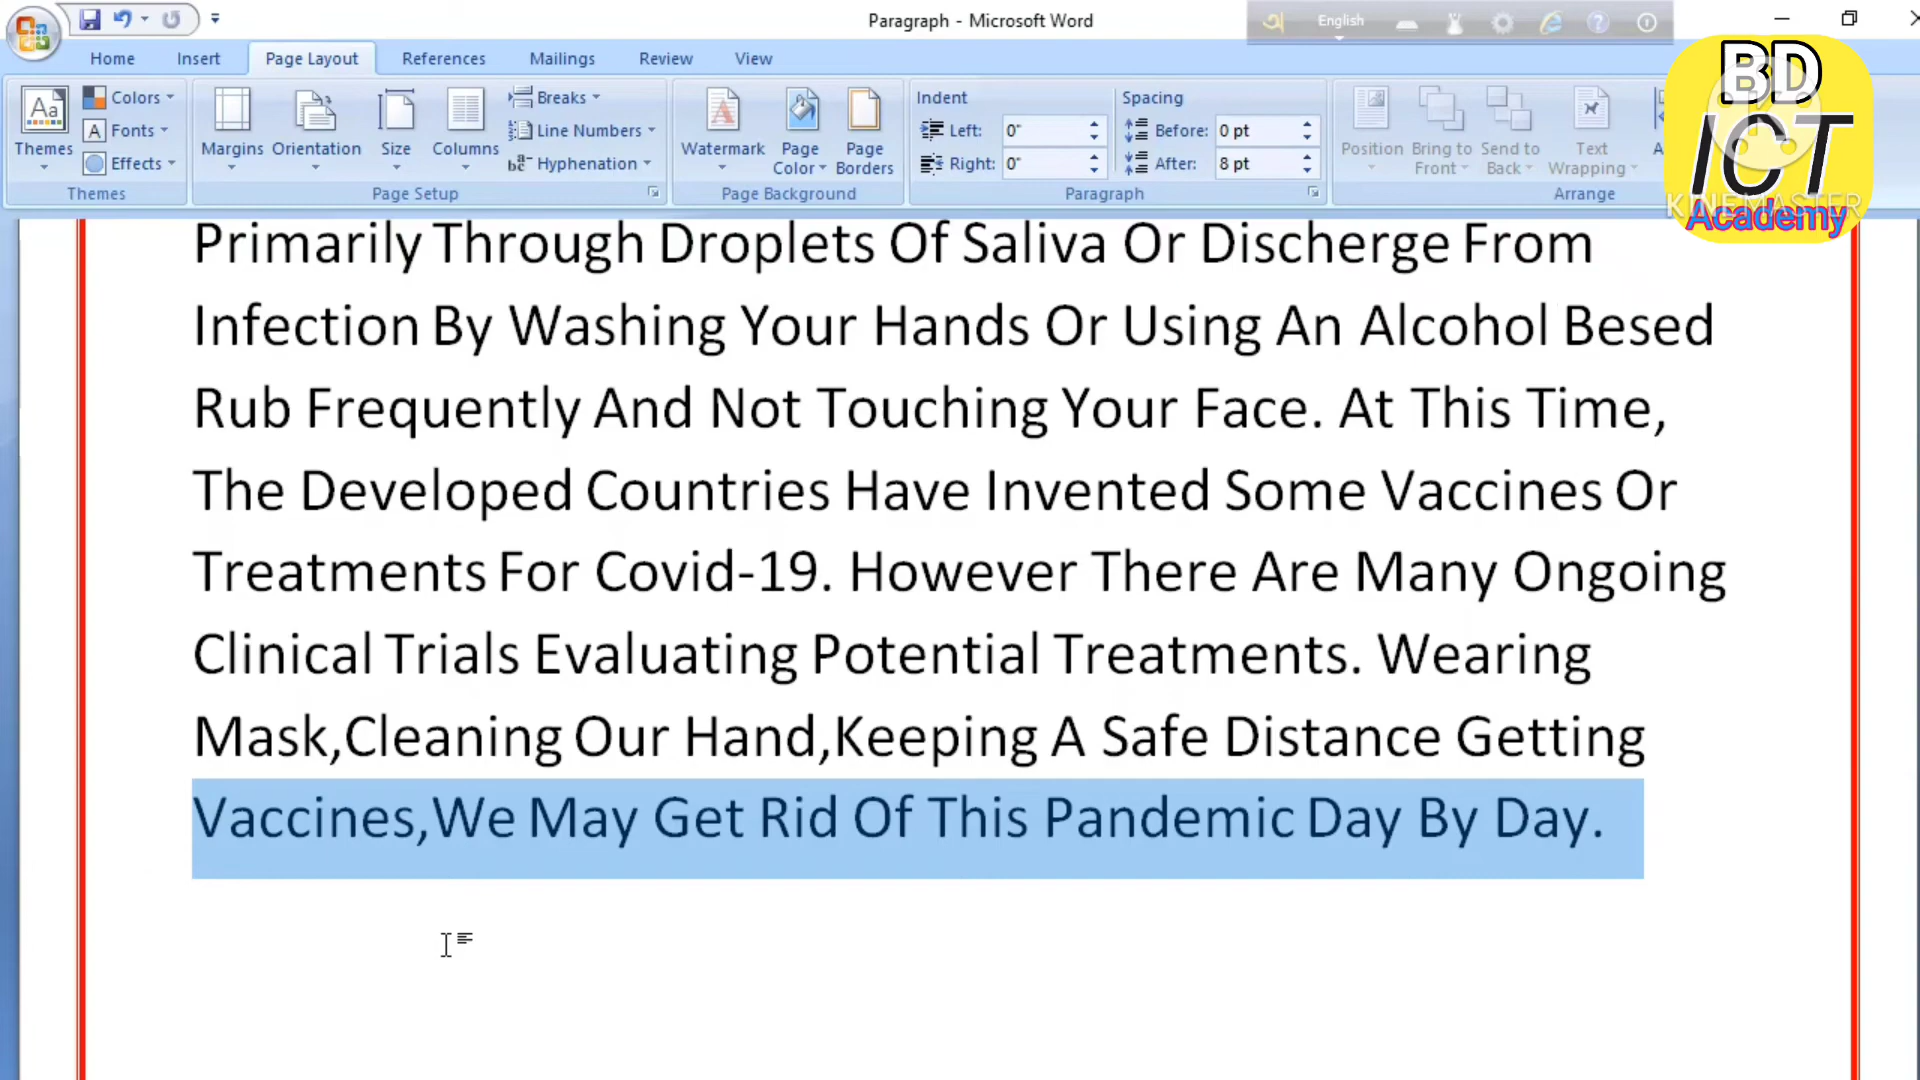 Paragraph - Microsoft Word
English
Home Insert Page Layout References Mailings Review View
Themes
Colors
Fonts
Effects
Themes
Margins
Orientation
Size
Columns
Breaks
Line Numbers
Hyphenation
Page Setup
Watermark
Page Color
Page Borders
Page Background
Indent
Left: 0"
Right: 0"
Spacing
Before: 0 pt
After: 8 pt
Paragraph
Position
Bring to Front
Send to Back
Text Wrapping
Arrange
BD
ICT
KINEMASTER
Academy
Primarily Through Droplets Of Saliva Or Discherge From
Infection By Washing Your Hands Or Using An Alcohol Besed
Rub Frequently And Not Touching Your Face. At This Time,
The Developed Countries Have Invented Some Vaccines Or
Treatments For Covid-19. However There Are Many Ongoing
Clinical Trials Evaluating Potential Treatments. Wearing
Mask,Cleaning Our Hand,Keeping A Safe Distance Getting
Vaccines,We May Get Rid Of This Pandemic Day By Day.